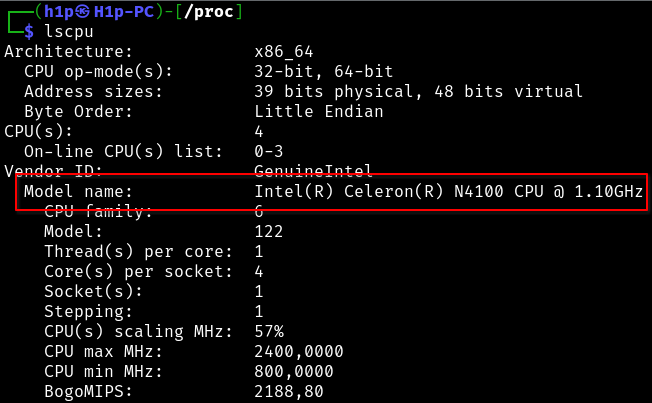 ┌──(h1p㉿H1p-PC)-[/proc]
└─$ lscpu
Architecture:            x86_64
  CPU op-mode(s):        32-bit, 64-bit
  Address sizes:         39 bits physical, 48 bits virtual
  Byte Order:            Little Endian
CPU(s):                  4
  On-line CPU(s) list:   0-3
Vendor ID:               GenuineIntel
  Model name:            Intel(R) Celeron(R) N4100 CPU @ 1.10GHz
    CPU family:          6
    Model:               122
    Thread(s) per core:  1
    Core(s) per socket:  4
    Socket(s):           1
    Stepping:            1
    CPU(s) scaling MHz:  57%
    CPU max MHz:         2400,0000
    CPU min MHz:         800,0000
    BogoMIPS:            2188,80